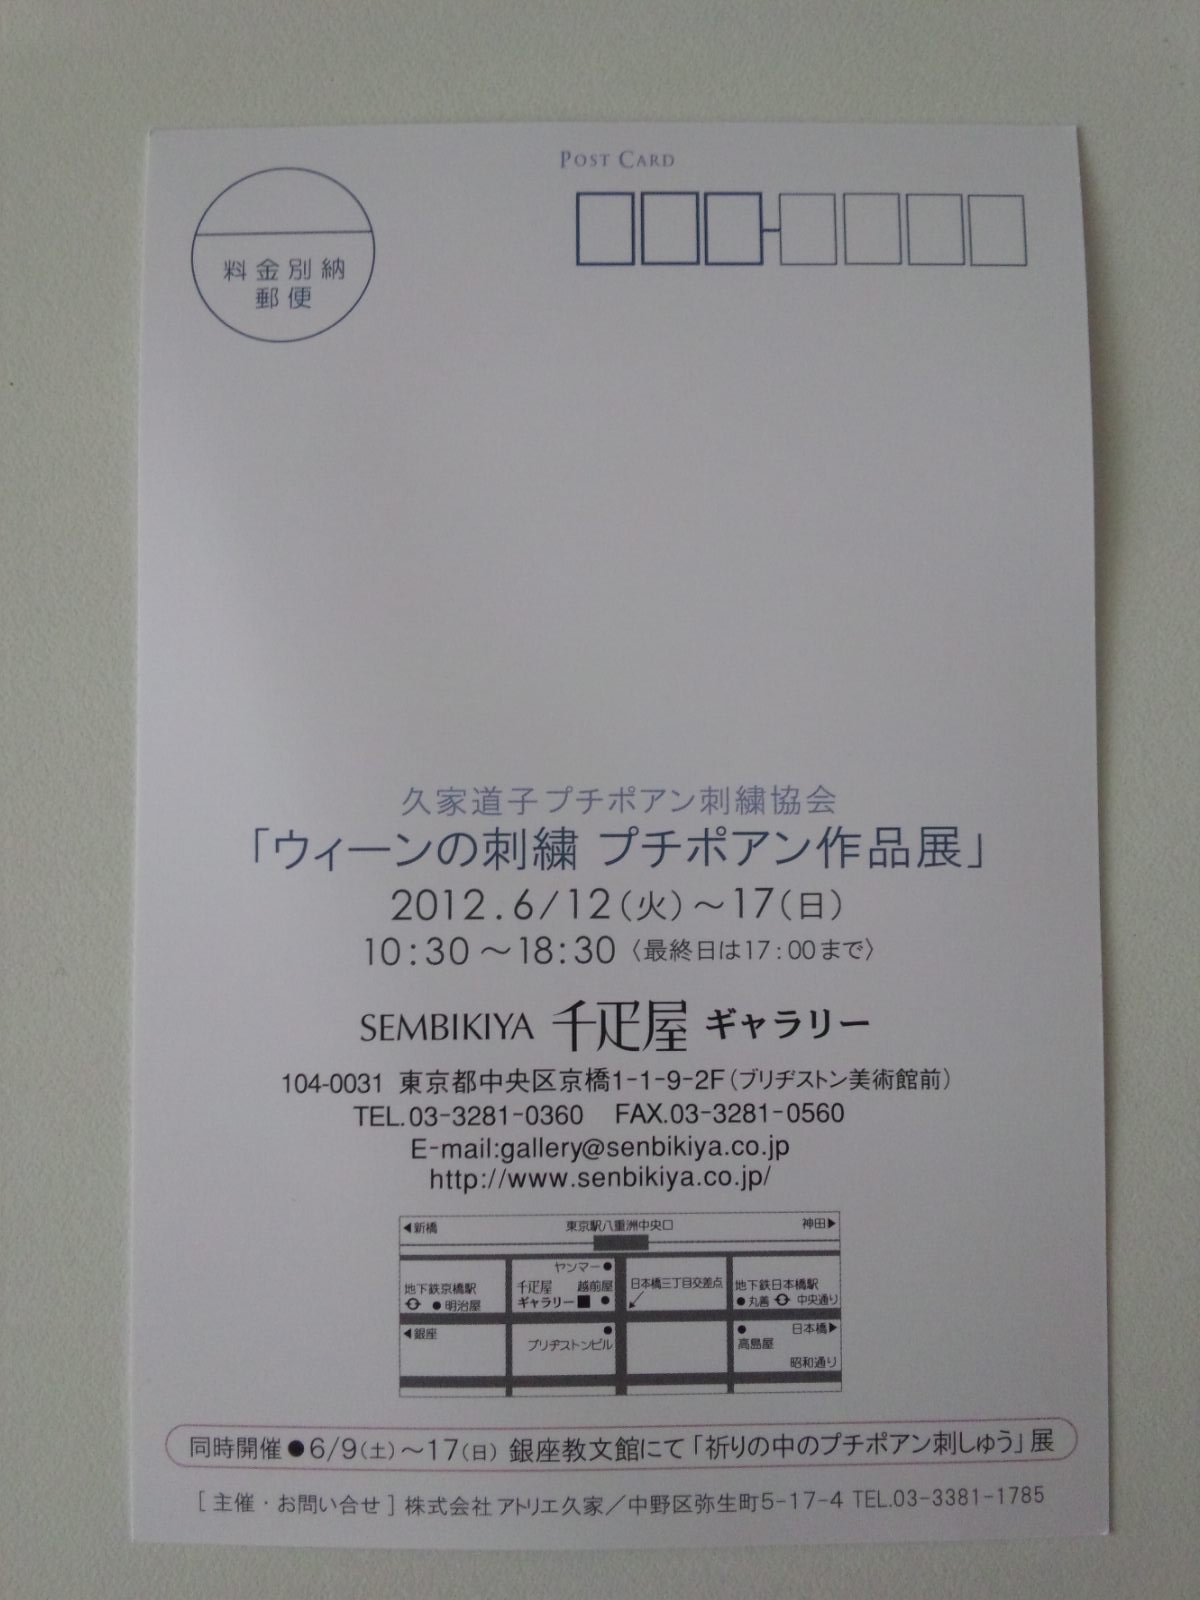 POST CARD
料金別納
郵便
久家道子プチポアン刺繍協会
「ウィーンの刺繍 プチポアン作品展」
2012.6/12(火)～17(日)
10:30～18:30〈最終日は17:00まで〉
SEMBIKIYA 千疋屋 ギャラリー
104-0031 東京都中央区京橋1-1-9-2F(ブリヂストン美術館前)
TEL.03-3281-0360 FAX.03-3281-0560
E-mail:gallery@senbikiya.co.jp
http://www.senbikiya.co.jp/
◀新橋 東京駅八重洲中央口 神田▶
ヤンマー●
地下鉄京橋駅 千疋屋 越前屋 日本橋三丁目交差点 地下鉄日本橋駅
●明治屋 ギャラリー■ ● ●丸善 中央通り
◀銀座 ● ● 日本橋▶
ブリヂストンビル 高島屋
昭和通り
同時開催●6/9(土)～17(日) 銀座教文館にて「祈りの中のプチポアン刺しゅう」展
[主催・お問い合せ] 株式会社 アトリエ久家／中野区弥生町5-17-4 TEL.03-3381-1785